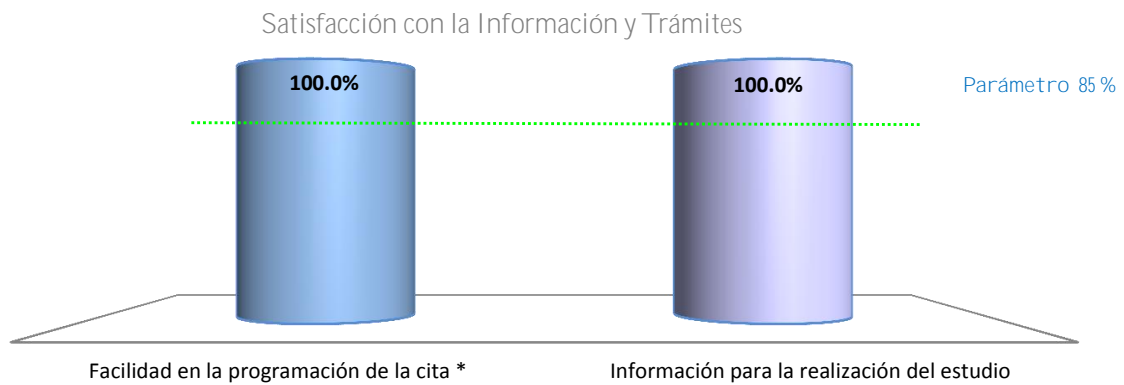 Satisfacción con la Información y Trámites
100.0%
100.0%
Parámetro 85 %
Facilidad en la programación de la cita *
Información para la realización del estudio